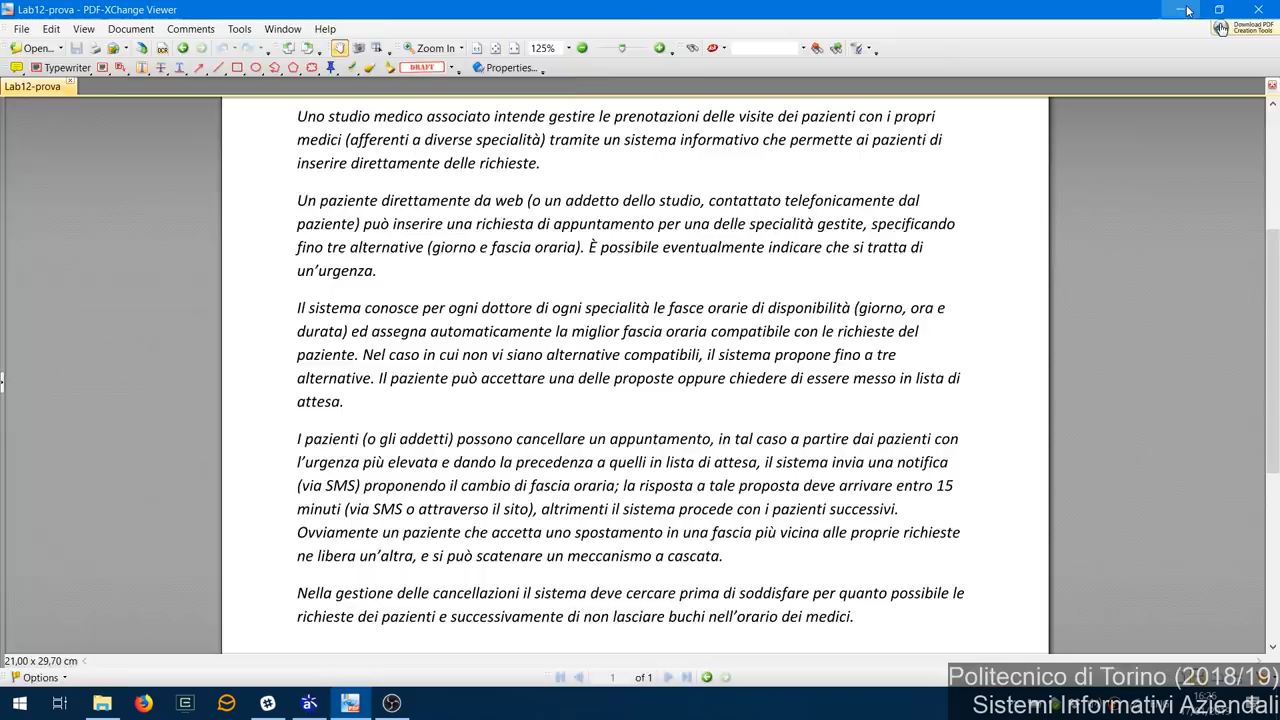 Lab12-prova - PDF-XChange Viewer
File Edit View Document Comments Tools Window Help
Download PDF
Creation Tools
Open... Zoom In 125%
Typewriter DRAFT Properties...
Lab12-prova
Uno studio medico associato intende gestire le prenotazioni delle visite dei pazienti con i propri
medici (afferenti a diverse specialità) tramite un sistema informativo che permette ai pazienti di
inserire direttamente delle richieste.
Un paziente direttamente da web (o un addetto dello studio, contattato telefonicamente dal
paziente) può inserire una richiesta di appuntamento per una delle specialità gestite, specificando
fino tre alternative (giorno e fascia oraria). È possibile eventualmente indicare che si tratta di
un’urgenza.
Il sistema conosce per ogni dottore di ogni specialità le fasce orarie di disponibilità (giorno, ora e
durata) ed assegna automaticamente la miglior fascia oraria compatibile con le richieste del
paziente. Nel caso in cui non vi siano alternative compatibili, il sistema propone fino a tre
alternative. Il paziente può accettare una delle proposte oppure chiedere di essere messo in lista di
attesa.
I pazienti (o gli addetti) possono cancellare un appuntamento, in tal caso a partire dai pazienti con
l’urgenza più elevata e dando la precedenza a quelli in lista di attesa, il sistema invia una notifica
(via SMS) proponendo il cambio di fascia oraria; la risposta a tale proposta deve arrivare entro 15
minuti (via SMS o attraverso il sito), altrimenti il sistema procede con i pazienti successivi.
Ovviamente un paziente che accetta uno spostamento in una fascia più vicina alle proprie richieste
ne libera un’altra, e si può scatenare un meccanismo a cascata.
Nella gestione delle cancellazioni il sistema deve cercare prima di soddisfare per quanto possibile le
richieste dei pazienti e successivamente di non lasciare buchi nell’orario dei medici.
21,00 x 29,70 cm
Options 1 of 1
Politecnico di Torino (2018/19)
Sistemi Informativi Aziendali